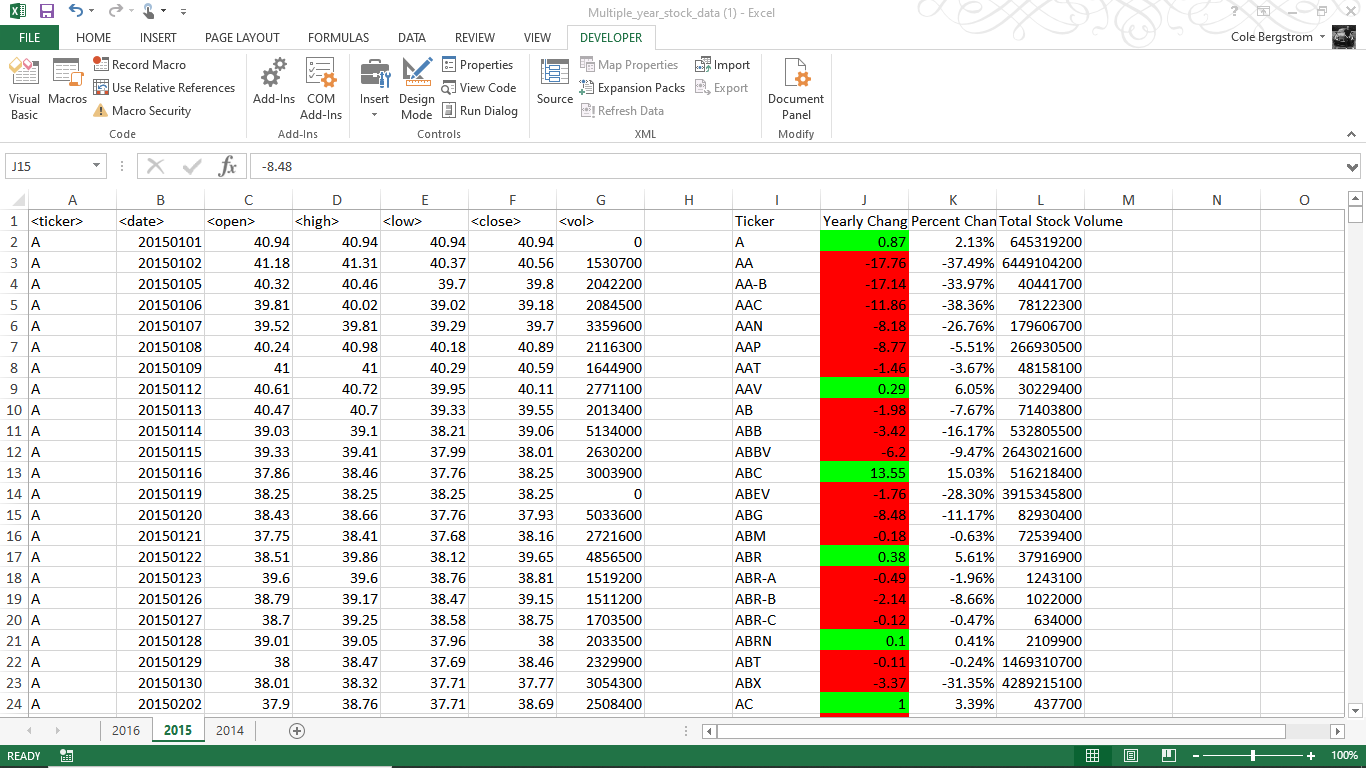 Multiple_year_stock_data (1) - Excel
?
FILE HOME INSERT PAGE LAYOUT FORMULAS DATA REVIEW VIEW DEVELOPER Cole Bergstrom
Visual Basic
Macros
Record Macro
Use Relative References
Macro Security
Code
Add-Ins
COM Add-Ins
Add-Ins
Insert
Design Mode
Properties
View Code
Run Dialog
Controls
Source
Map Properties
Expansion Packs
Refresh Data
Import
Export
XML
Document Panel
Modify
J15 fx -8.48
A B C D E F G H I J K L M N O
1 <ticker> <date> <open> <high> <low> <close> <vol> Ticker Yearly Chang Percent Chan Total Stock Volume
2 A 20150101 40.94 40.94 40.94 40.94 0 A 0.87 2.13% 645319200
3 A 20150102 41.18 41.31 40.37 40.56 1530700 AA -17.76 -37.49% 6449104200
4 A 20150105 40.32 40.46 39.7 39.8 2042200 AA-B -17.14 -33.97% 40441700
5 A 20150106 39.81 40.02 39.02 39.18 2084500 AAC -11.86 -38.36% 78122300
6 A 20150107 39.52 39.81 39.29 39.7 3359600 AAN -8.18 -26.76% 179606700
7 A 20150108 40.24 40.98 40.18 40.89 2116300 AAP -8.77 -5.51% 266930500
8 A 20150109 41 41 40.29 40.59 1644900 AAT -1.46 -3.67% 48158100
9 A 20150112 40.61 40.72 39.95 40.11 2771100 AAV 0.29 6.05% 30229400
10 A 20150113 40.47 40.7 39.33 39.55 2013400 AB -1.98 -7.67% 71403800
11 A 20150114 39.03 39.1 38.21 39.06 5134000 ABB -3.42 -16.17% 532805500
12 A 20150115 39.33 39.41 37.99 38.01 2630200 ABBV -6.2 -9.47% 2643021600
13 A 20150116 37.86 38.46 37.76 38.25 3003900 ABC 13.55 15.03% 516218400
14 A 20150119 38.25 38.25 38.25 38.25 0 ABEV -1.76 -28.30% 3915345800
15 A 20150120 38.43 38.66 37.76 37.93 5033600 ABG -8.48 -11.17% 82930400
16 A 20150121 37.75 38.41 37.68 38.16 2721600 ABM -0.18 -0.63% 72539400
17 A 20150122 38.51 39.86 38.12 39.65 4856500 ABR 0.38 5.61% 37916900
18 A 20150123 39.6 39.6 38.76 38.81 1519200 ABR-A -0.49 -1.96% 1243100
19 A 20150126 38.79 39.17 38.47 39.15 1511200 ABR-B -2.14 -8.66% 1022000
20 A 20150127 38.7 39.25 38.58 38.75 1703500 ABR-C -0.12 -0.47% 634000
21 A 20150128 39.01 39.05 37.96 38 2033500 ABRN 0.1 0.41% 2109900
22 A 20150129 38 38.47 37.69 38.46 2329900 ABT -0.11 -0.24% 1469310700
23 A 20150130 38.01 38.32 37.71 37.77 3054300 ABX -3.37 -31.35% 4289215100
24 A 20150202 37.9 38.76 37.71 38.69 2508400 AC 1 3.39% 437700
2016 2015 2014
READY 100%